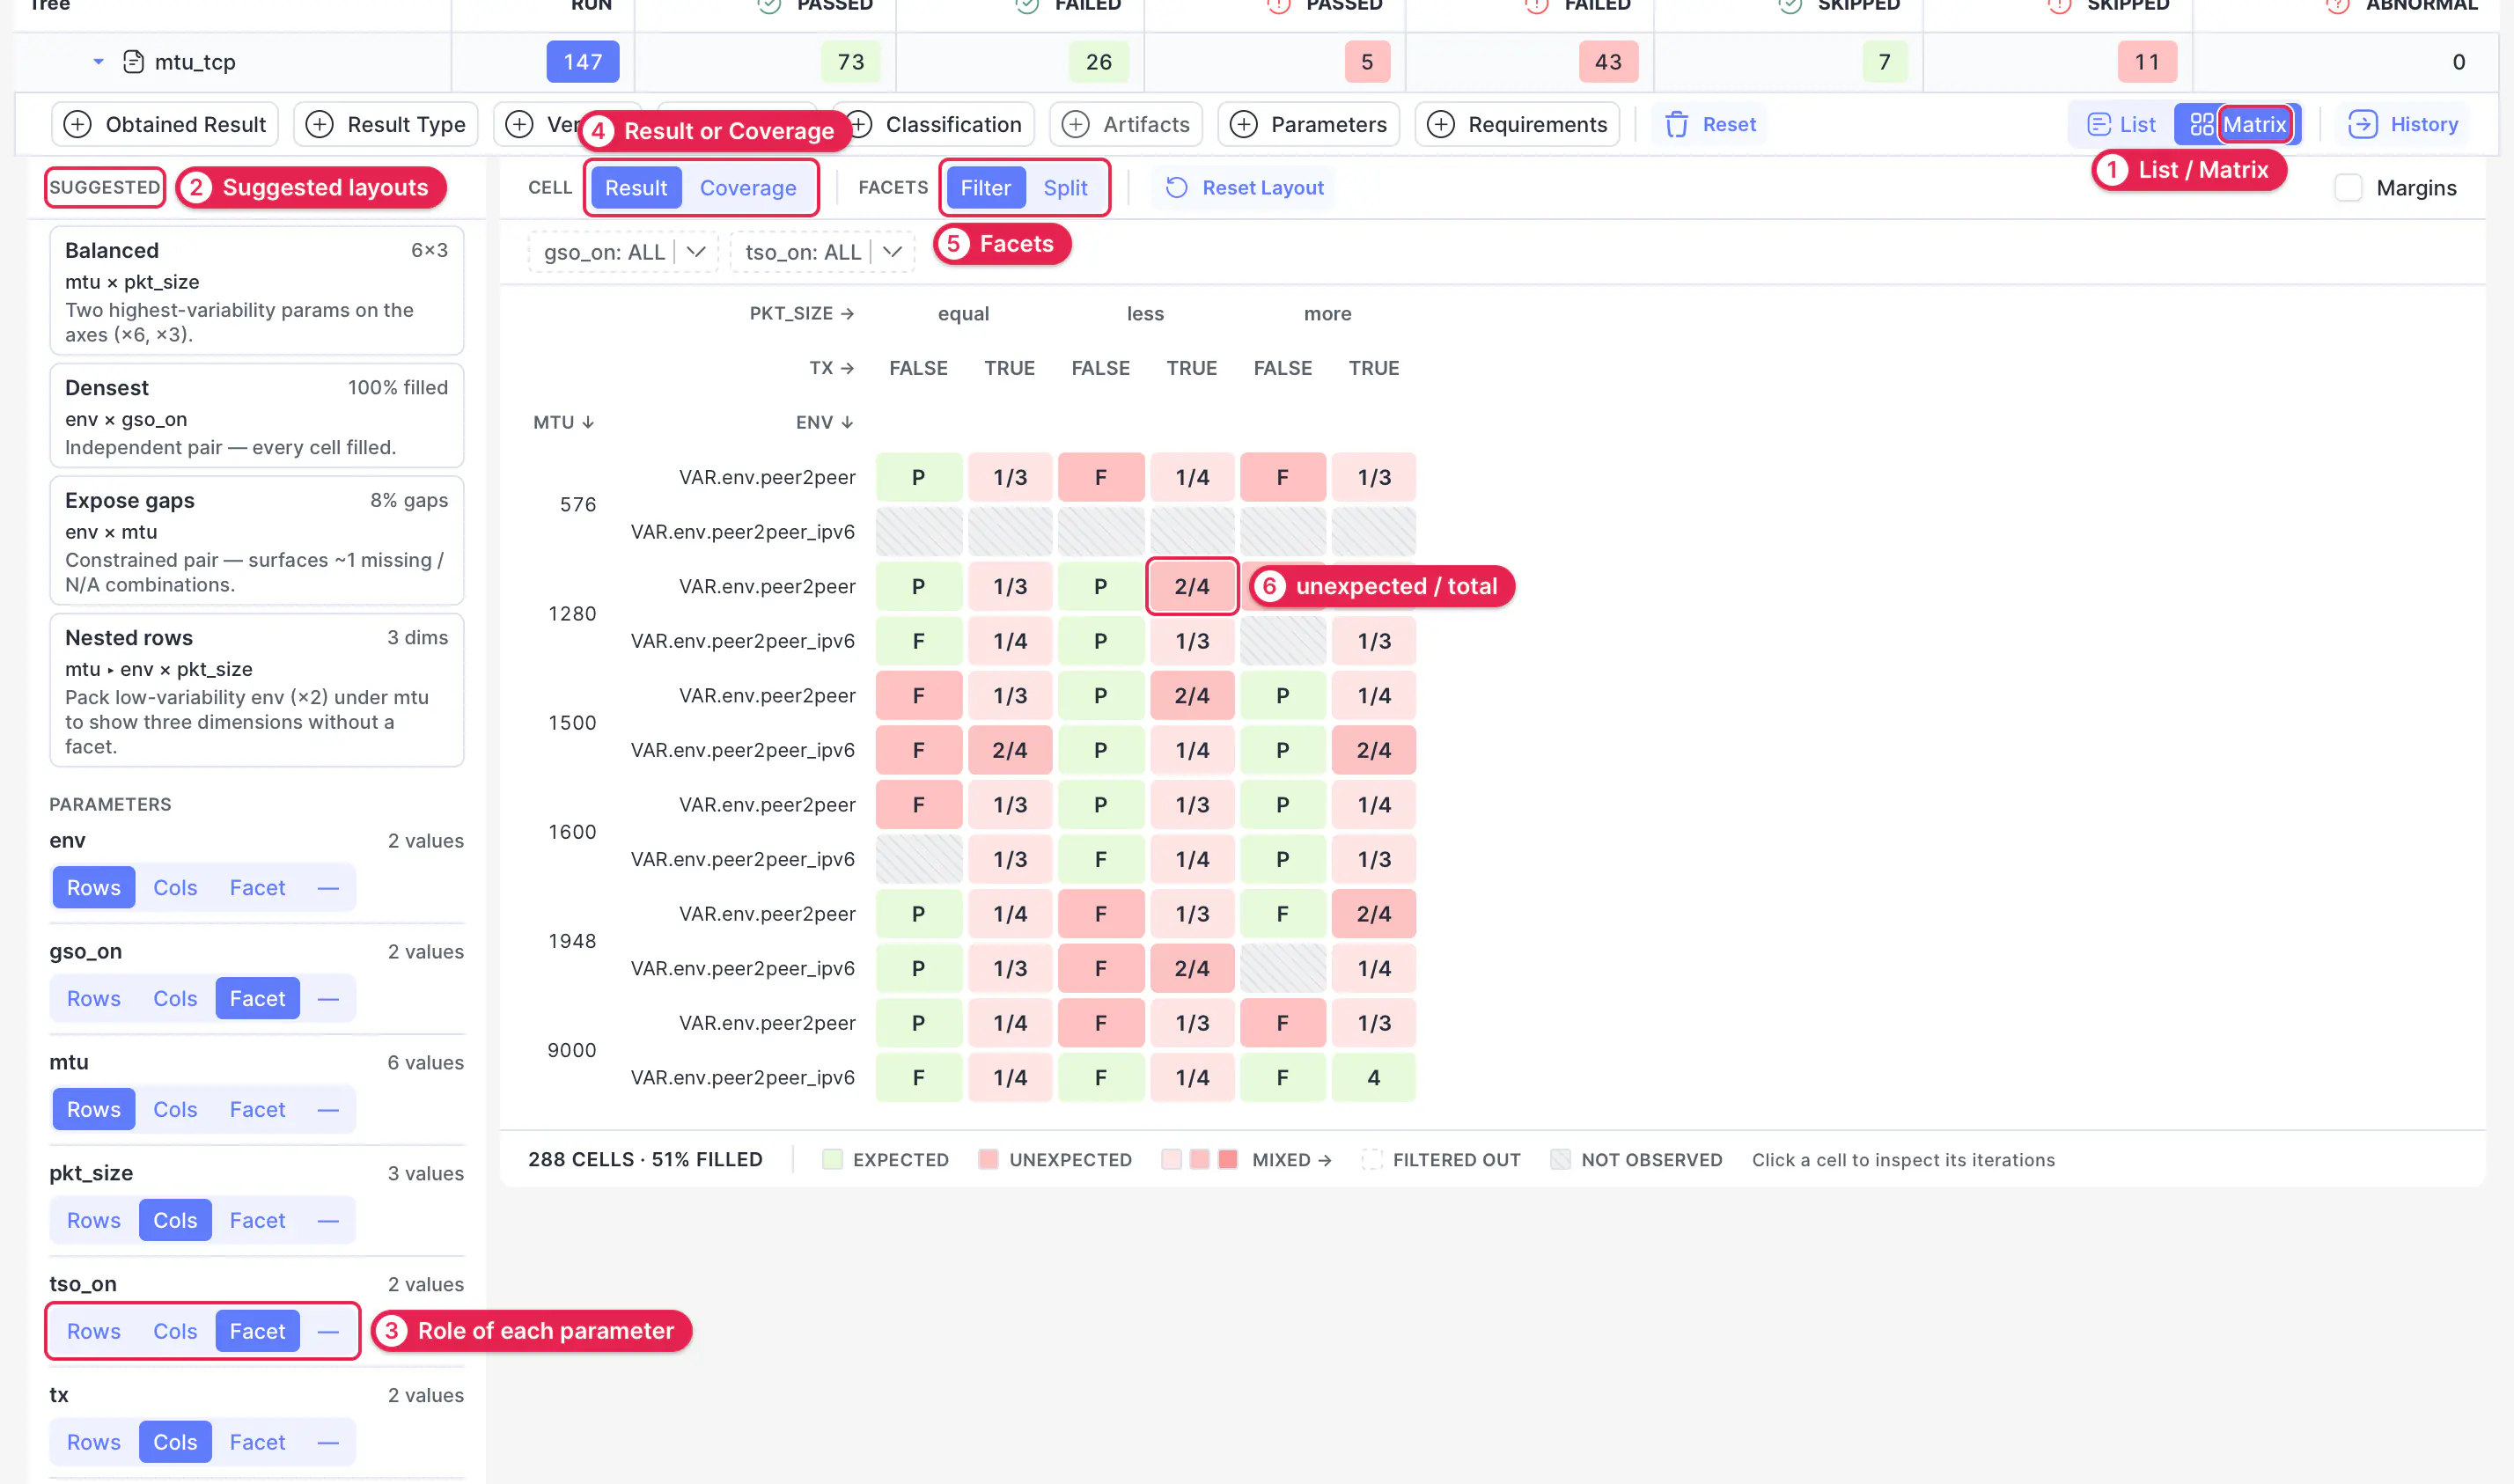 Tree RUN PASSED FAILED PASSED FAILED SKIPPED SKIPPED ABNORMAL
mtu_tcp 147 73 26 5 43 7 11 0
Obtained Result Result Type Ver 4 Result or Coverage Classification Artifacts Parameters Requirements Reset List Matrix History
1 List / Matrix
SUGGESTED 2 Suggested layouts
CELL Result Coverage FACETS Filter Split Reset Layout Margins
5 Facets
gso_on: ALL tso_on: ALL
Balanced 6×3
mtu × pkt_size
Two highest-variability params on the
axes (×6, ×3).
Densest 100% filled
env × gso_on
Independent pair — every cell filled.
Expose gaps 8% gaps
env × mtu
Constrained pair — surfaces ~1 missing /
N/A combinations.
Nested rows 3 dims
mtu ▸ env × pkt_size
Pack low-variability env (×2) under mtu
to show three dimensions without a
facet.
PARAMETERS
env 2 values
Rows Cols Facet —
gso_on 2 values
Rows Cols Facet —
mtu 6 values
Rows Cols Facet —
pkt_size 3 values
Rows Cols Facet —
tso_on 2 values
Rows Cols Facet —
3 Role of each parameter
tx 2 values
Rows Cols Facet —
PKT_SIZE → equal less more
TX → FALSE TRUE FALSE TRUE FALSE TRUE
MTU ↓ ENV ↓
576
VAR.env.peer2peer P 1/3 F 1/4 F 1/3
VAR.env.peer2peer_ipv6
1280
VAR.env.peer2peer P 1/3 P 2/4 6 unexpected / total
VAR.env.peer2peer_ipv6 F 1/4 P 1/3 1/3
1500
VAR.env.peer2peer F 1/3 P 2/4 P 1/4
VAR.env.peer2peer_ipv6 F 2/4 P 1/4 P 2/4
1600
VAR.env.peer2peer F 1/3 P 1/3 P 1/4
VAR.env.peer2peer_ipv6 1/3 F 1/4 P 1/3
1948
VAR.env.peer2peer P 1/4 F 1/3 F 2/4
VAR.env.peer2peer_ipv6 P 1/3 F 2/4 1/4
9000
VAR.env.peer2peer P 1/4 F 1/3 F 1/3
VAR.env.peer2peer_ipv6 F 1/4 F 1/4 F 4
288 CELLS · 51% FILLED EXPECTED UNEXPECTED MIXED → FILTERED OUT NOT OBSERVED Click a cell to inspect its iterations